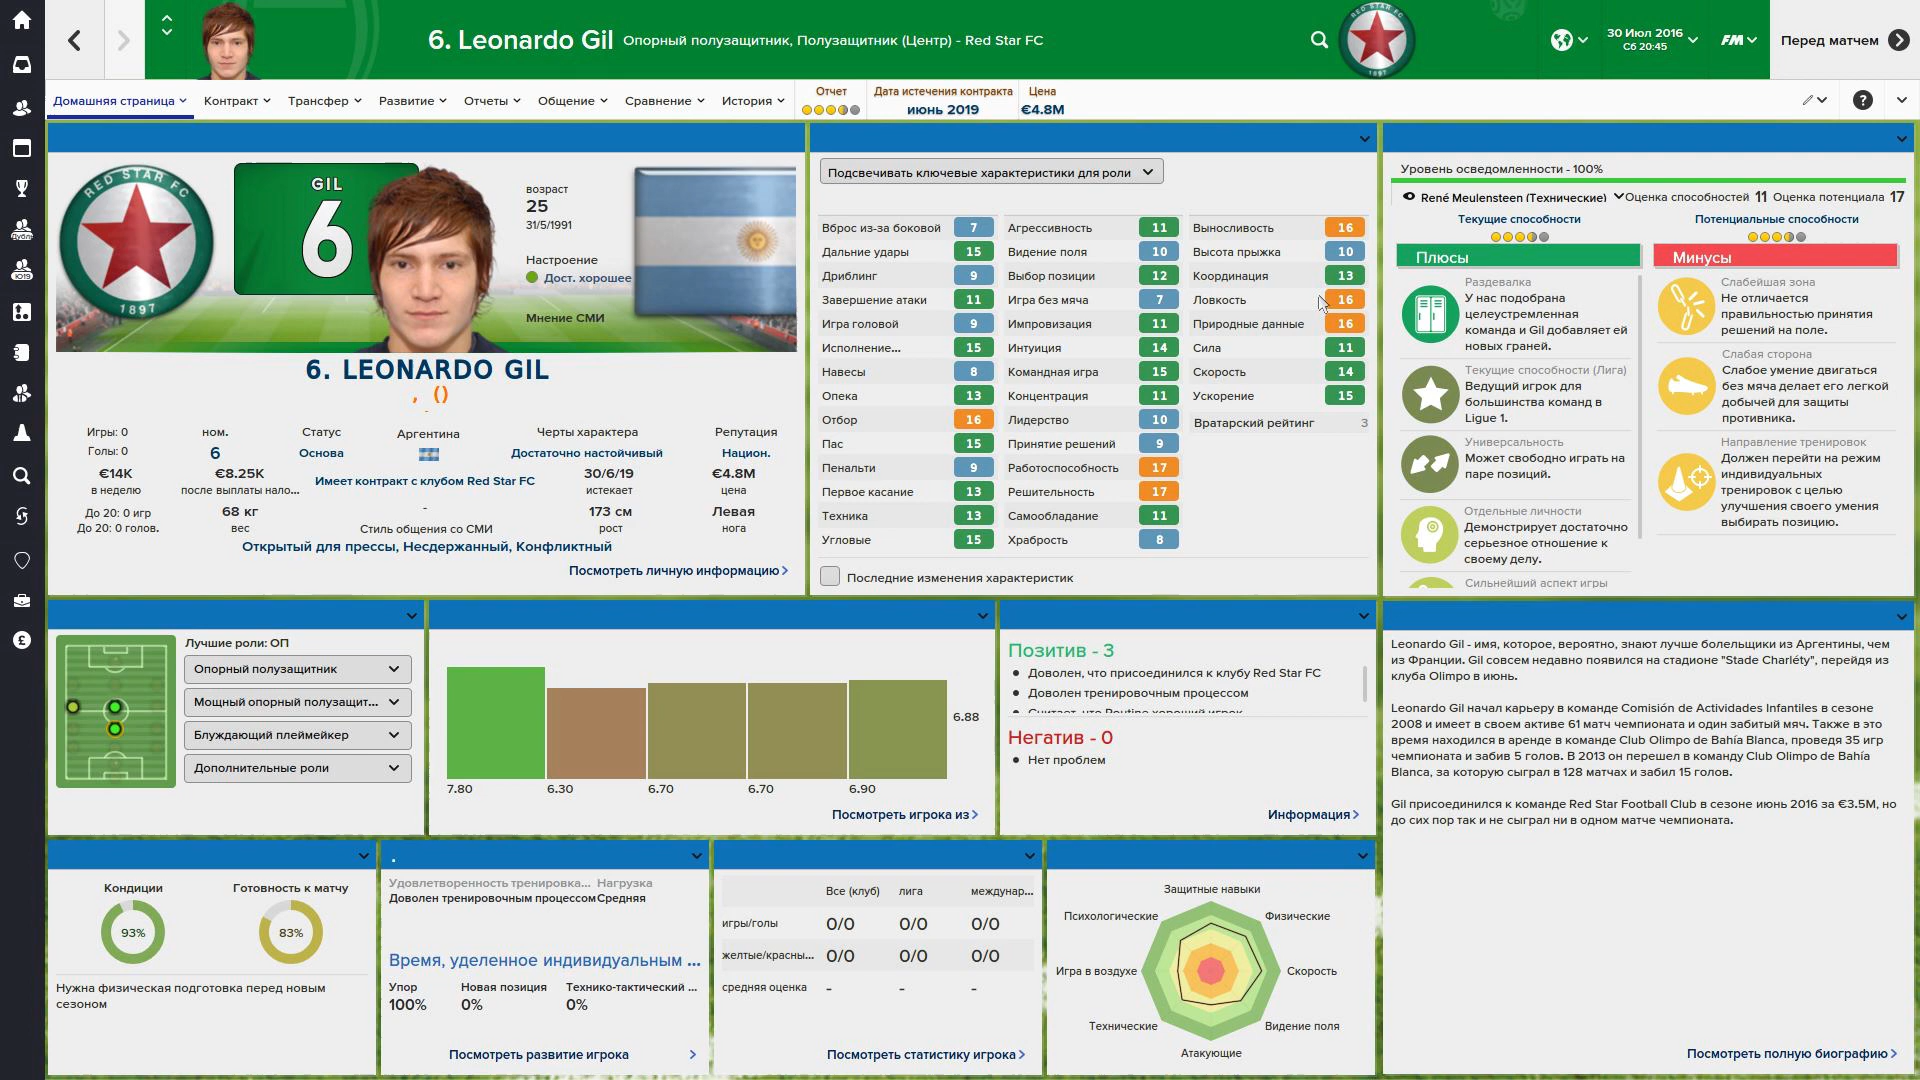 6. Leonardo Gil Опорный полузащитник, Полузащитник (Центр) - Red Star FC
RED STAR FC
1897
30 Июл 2016
Сб 20:45
FM
Перед матчем
Домашняя страница
Контракт
Трансфер
Развитие
Отчеты
Общение
Сравнение
История
Отчет
Дата истечения контракта
июнь 2019
Цена
€4.8M
?
Дубль
Ю19
£
RED STAR FC
1897
GIL
6
возраст
25
31/5/1991
Настроение
Дост. хорошее
Мнение СМИ
6. LEONARDO GIL
, ()
-
Игры: 0
Голы: 0
ном.
6
Статус
Основа
Аргентина
Черты характера
Достаточно настойчивый
Репутация
Национ.
€14K
в неделю
€8.25K
после выплаты нало...
Имеет контракт с клубом Red Star FC
30/6/19
истекает
€4.8M
цена
До 20: 0 игр
До 20: 0 голов.
68 кг
вес
-
Стиль общения со СМИ
173 см
рост
Левая
нога
Открытый для прессы, Несдержанный, Конфликтный
Посмотреть личную информацию
Подсвечивать ключевые характеристики для роли
Вброс из-за боковой 7 Агрессивность 11 Выносливость 16
Дальние удары 15 Видение поля 10 Высота прыжка 10
Дриблинг 9 Выбор позиции 12 Координация 13
Завершение атаки 11 Игра без мяча 7 Ловкость 16
Игра головой 9 Импровизация 11 Природные данные 16
Исполнение... 15 Интуиция 14 Сила 11
Навесы 8 Командная игра 15 Скорость 14
Опека 13 Концентрация 11 Ускорение 15
Отбор 16 Лидерство 10 Вратарский рейтинг 3
Пас 15 Принятие решений 9
Пенальти 9 Работоспособность 17
Первое касание 13 Решительность 17
Техника 13 Самообладание 11
Угловые 15 Храбрость 8
Последние изменения характеристик
Уровень осведомленности - 100%
René Meulensteen (Технические) Оценка способностей 11 Оценка потенциала 17
Текущие способности
Потенциальные способности
Плюсы
Раздевалка
У нас подобрана
целеустремленная
команда и Gil добавляет ей
новых граней.
Текущие способности (Лига)
Ведущий игрок для
большинства команд в
Ligue 1.
Универсальность
Может свободно играть на
паре позиций.
Отдельные личности
Демонстрирует достаточно
серьезное отношение к
своему делу.
Сильнейший аспект игры
Минусы
Слабейшая зона
Не отличается
правильностью принятия
решений на поле.
Слабая сторона
Слабое умение двигаться
без мяча делает его легкой
добычей для защиты
противника.
Направление тренировок
Должен перейти на режим
индивидуальных
тренировок с целью
улучшения своего умения
выбирать позицию.
Лучшие роли: ОП
Опорный полузащитник
Мощный опорный полузащит...
Блуждающий плеймейкер
Дополнительные роли
6.88
7.80 6.30 6.70 6.70 6.90
Посмотреть игрока из
Позитив - 3
Доволен, что присоединился к клубу Red Star FC
Доволен тренировочным процессом
Считает, что Poutine хороший игрок
Негатив - 0
Нет проблем
Информация
Leonardo Gil - имя, которое, вероятно, знают лучше болельщики из Аргентины, чем
из Франции. Gil совсем недавно появился на стадионе "Stade Charléty", перейдя из
клуба Olimpo в июнь.
Leonardo Gil начал карьеру в команде Comisión de Actividades Infantiles в сезоне
2008 и имеет в своем активе 61 матч чемпионата и один забитый мяч. Также в это
время находился в аренде в команде Club Olimpo de Bahía Blanca, проведя 35 игр
чемпионата и забив 5 голов. В 2013 он перешел в команду Club Olimpo de Bahía
Blanca, за которую сыграл в 128 матчах и забил 15 голов.
Gil присоединился к команде Red Star Football Club в сезоне июнь 2016 за €3.5M, но
до сих пор так и не сыграл ни в одном матче чемпионата.
Посмотреть полную биографию
Кондиции
93%
Готовность к матчу
83%
Нужна физическая подготовка перед новым
сезоном
.
Удовлетворенность тренировка... Нагрузка
Доволен тренировочным процессом Средняя
Время, уделенное индивидуальным ...
Упор Новая позиция Технико-тактический ...
100% 0% 0%
Посмотреть развитие игрока
Все (клуб) лига междунар...
игры/голы 0/0 0/0 0/0
желтые/красны... 0/0 0/0 0/0
средняя оценка - - -
Посмотреть статистику игрока
Защитные навыки
Психологические
Физические
Игра в воздухе
Скорость
Технические
Видение поля
Атакующие